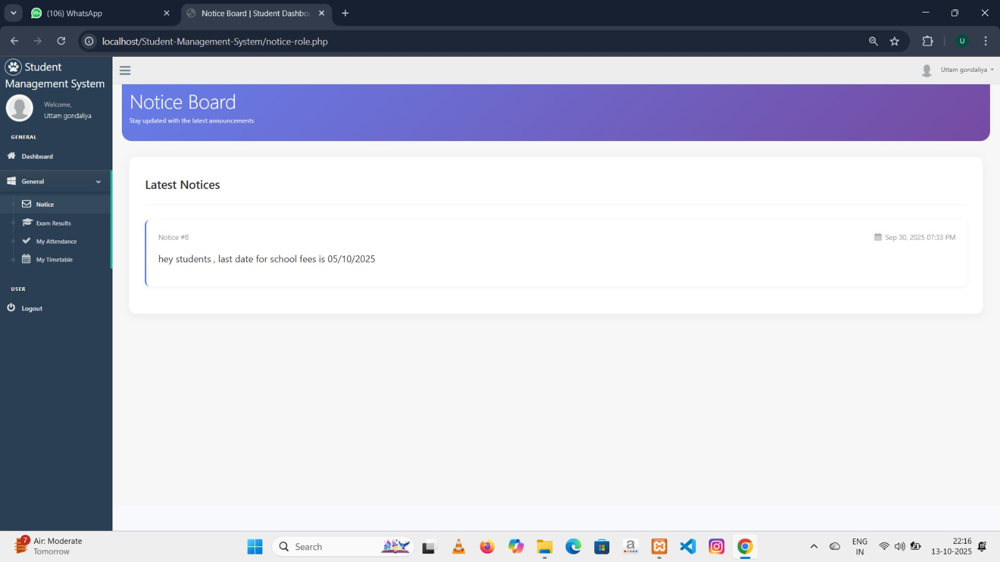 (106) WhatsApp
Notice Board | Student Dashbo
localhost/Student-Management-System/notice-role.php
U
Student
Management System
Welcome,
Uttam gondaliya
GENERAL
Dashboard
General
Notice
Exam Results
My Attendance
My Timetable
USER
Logout
Uttam gondaliya
Notice Board
Stay updated with the latest announcements
Latest Notices
Notice #8
Sep 30, 2025 07:33 PM
hey students , last date for school fees is 05/10/2025
7
Air: Moderate
Tomorrow
Search
a
ENG
IN
22:16
13-10-2025